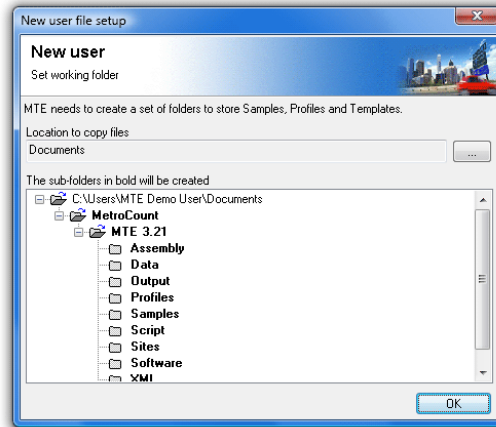 New user file setup
New user
Set working folder
MTE needs to create a set of folders to store Samples, Profiles and Templates.
Location to copy files
Documents
...
The sub-folders in bold will be created
C:\Users\MTE Demo User\Documents
MetroCount
MTE 3.21
Assembly
Data
Output
Profiles
Samples
Script
Sites
Software
XML
OK